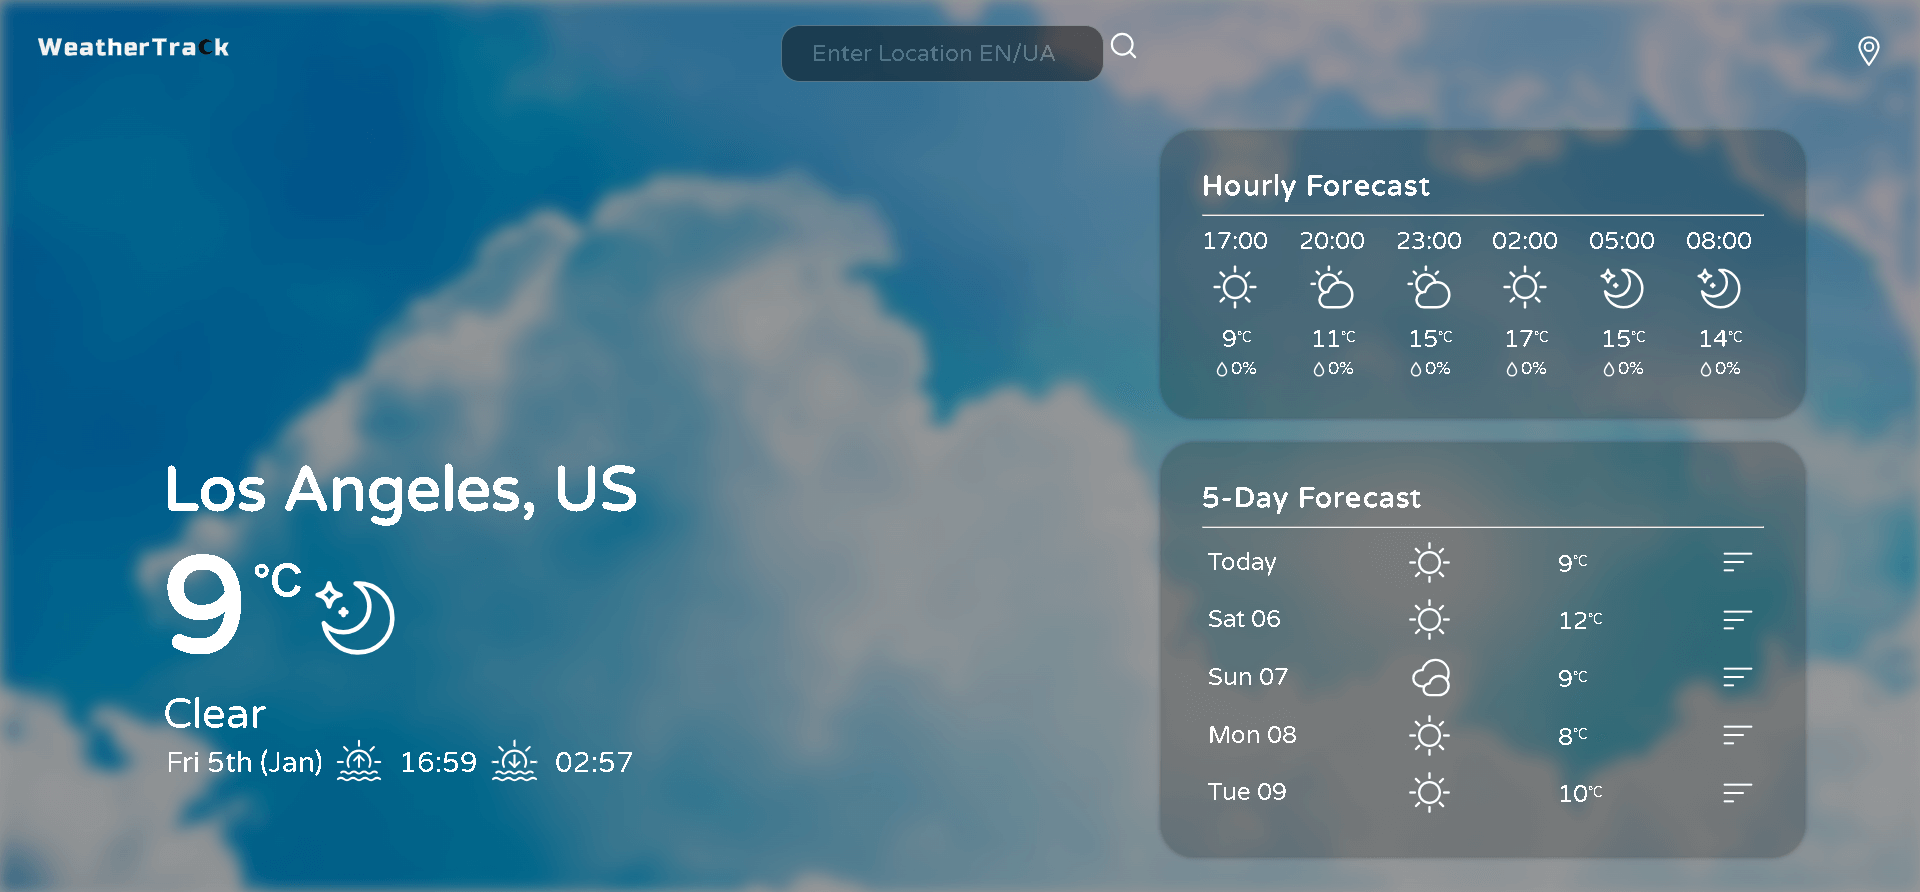 WeatherTrack
Enter Location EN/UA
Los Angeles, US
9 °C
Clear
Fri 5th (Jan) 16:59 02:57
Hourly Forecast
17:00 20:00 23:00 02:00 05:00 08:00
9°C 11°C 15°C 17°C 15°C 14°C
0% 0% 0% 0% 0% 0%
5-Day Forecast
Today 9°C
Sat 06 12°C
Sun 07 9°C
Mon 08 8°C
Tue 09 10°C